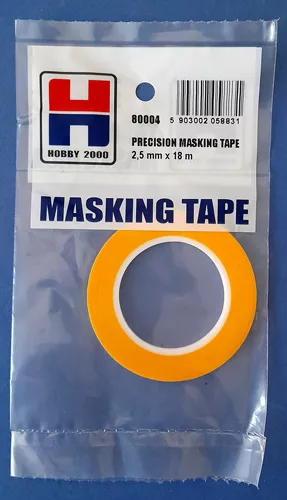 H
HOBBY 2000
80004
5 903002 058831
PRECISION MASKING TAPE
2,5 mm x 18 m
MASKING TAPE